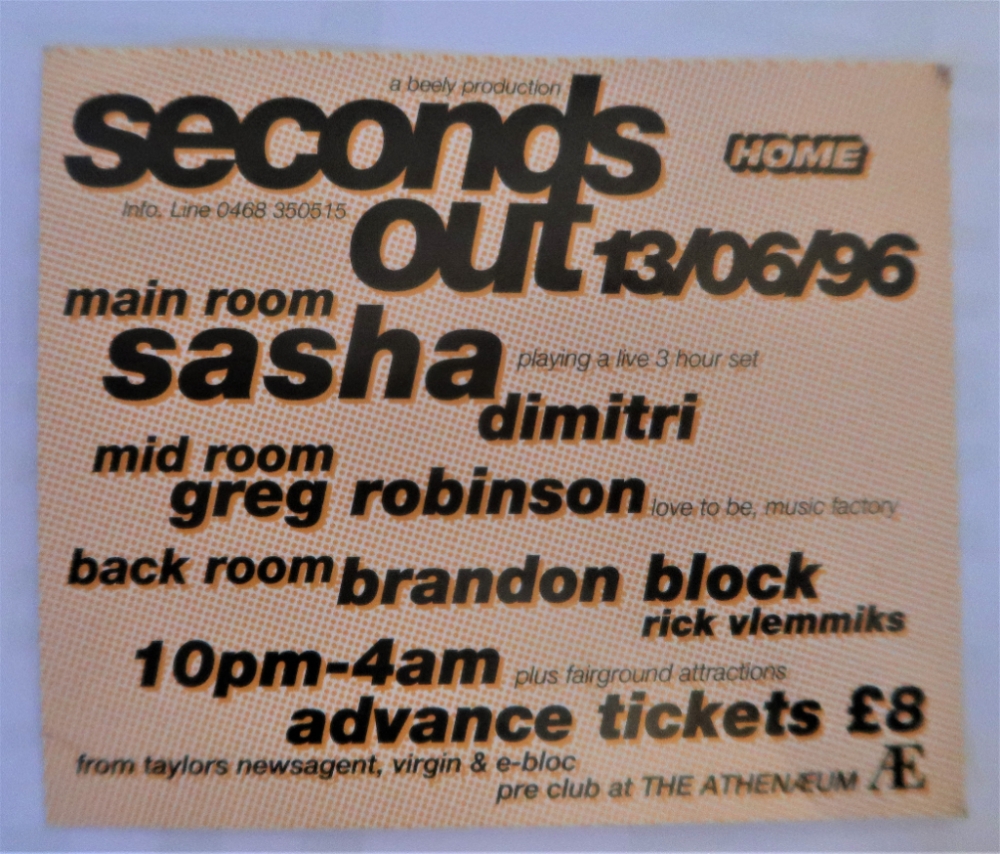 a beely production
seconds
HOME
Info. Line 0468 350515
out 13/06/96
main room
sasha playing a live 3 hour set
dimitri
mid room
greg robinson love to be, music factory
back room brandon block
rick vlemmiks
10pm-4am plus fairground attractions
advance tickets £8
from taylors newsagent, virgin & e-bloc
pre club at THE ATHENÆUM Æ